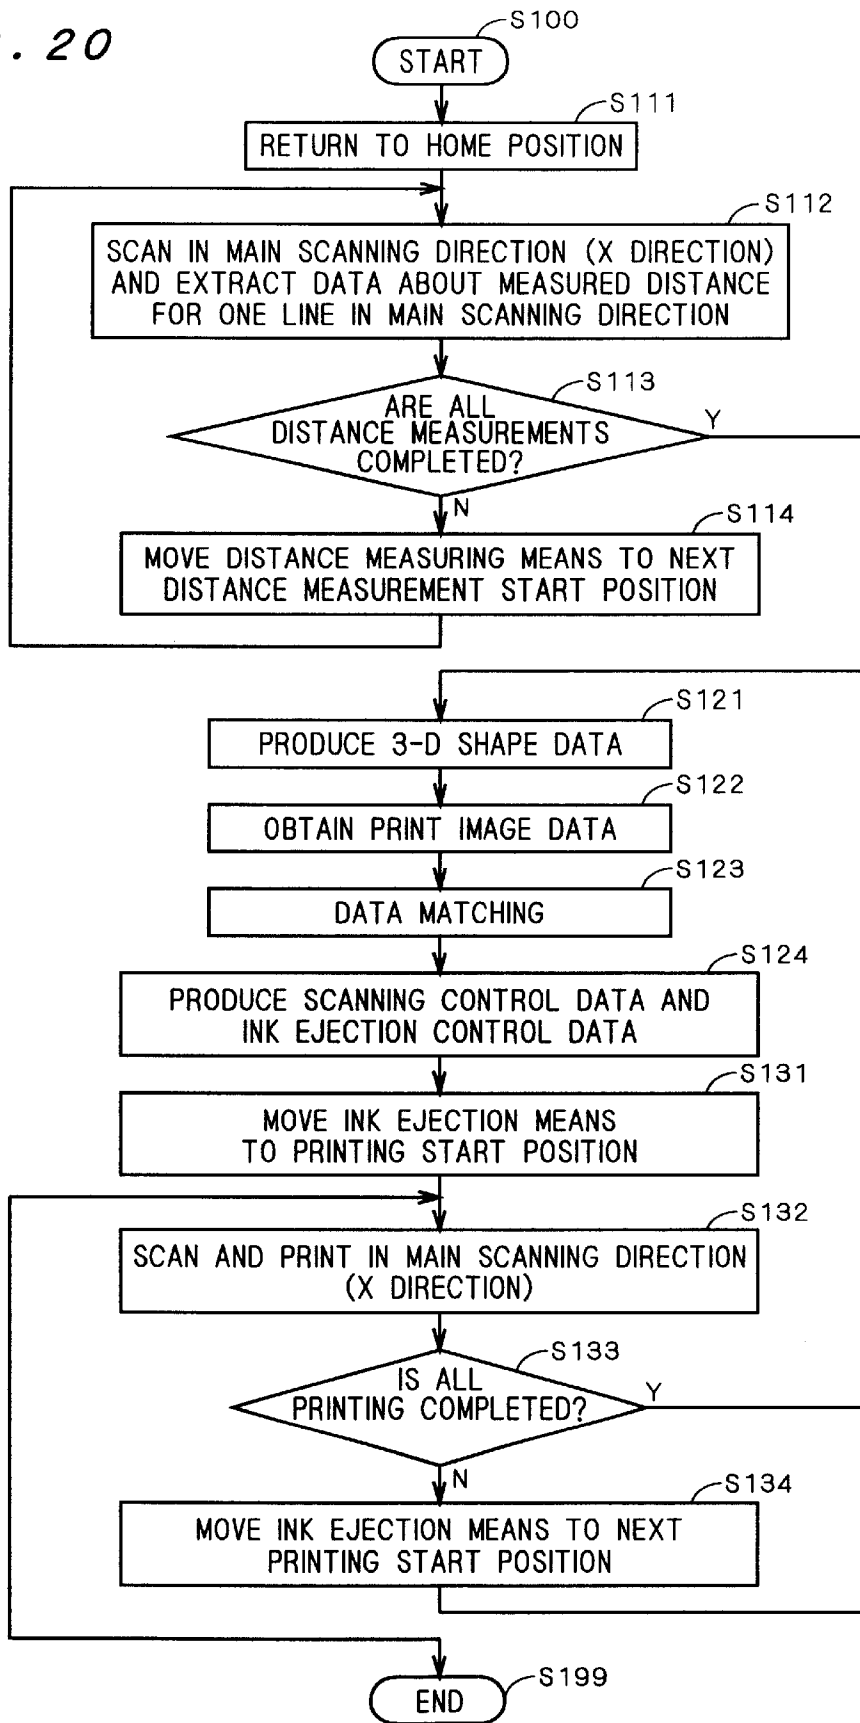 . 20
S100
START
S111
RETURN TO HOME POSITION
S112
SCAN IN MAIN SCANNING DIRECTION (X DIRECTION)
AND EXTRACT DATA ABOUT MEASURED DISTANCE
FOR ONE LINE IN MAIN SCANNING DIRECTION
S113
ARE ALL
DISTANCE MEASUREMENTS
COMPLETED?
Y
N
S114
MOVE DISTANCE MEASURING MEANS TO NEXT
DISTANCE MEASUREMENT START POSITION
S121
PRODUCE 3-D SHAPE DATA
S122
OBTAIN PRINT IMAGE DATA
S123
DATA MATCHING
S124
PRODUCE SCANNING CONTROL DATA AND
INK EJECTION CONTROL DATA
S131
MOVE INK EJECTION MEANS
TO PRINTING START POSITION
S132
SCAN AND PRINT IN MAIN SCANNING DIRECTION
(X DIRECTION)
S133
IS ALL
PRINTING COMPLETED?
Y
N
S134
MOVE INK EJECTION MEANS TO NEXT
PRINTING START POSITION
END
S199